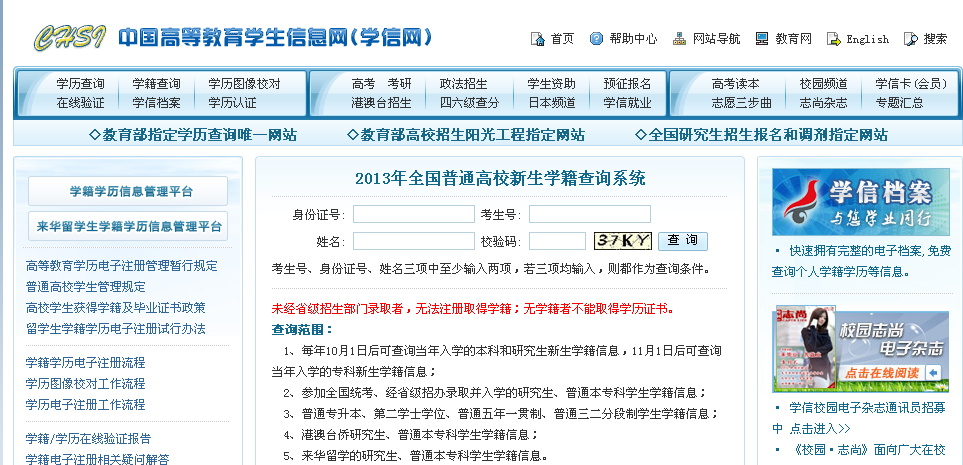 CHSI 中国高等教育学生信息网(学信网)
首页 帮助中心 网站导航 教育网 English 搜索
学历查询 学籍查询 学历图像校对 高考 考研 政法招生 学生资助 预征报名 高考读本 校园频道 学信卡(会员)
在线验证 学信档案 学历认证 港澳台招生 四六级查分 日本频道 学信就业 志愿三步曲 志尚杂志 专题汇总
◇教育部指定学历查询唯一网站 ◇教育部高校招生阳光工程指定网站 ◇全国研究生招生报名和调剂指定网站
学籍学历信息管理平台
来华留学生学籍学历信息管理平台
高等教育学历电子注册管理暂行规定
普通高校学生管理规定
高校学生获得学籍及毕业证书政策
留学生学籍学历电子注册试行办法
学籍学历电子注册流程
学历图像校对工作流程
学历电子注册工作流程
学籍/学历在线验证报告
学籍电子注册相关疑问解答
2013年全国普通高校新生学籍查询系统
身份证号: 考生号:
姓名: 校验码: 37KY 查 询
考生号、身份证号、姓名三项中至少输入两项，若三项均输入，则都作为查询条件。
未经省级招生部门录取者，无法注册取得学籍；无学籍者不能取得学历证书。
查询范围：
1、每年10月1日后可查询当年入学的本科和研究生新生学籍信息，11月1日后可查询
当年入学的专科新生学籍信息；
2、参加全国统考、经省级招办录取并入学的研究生、普通本专科学生学籍信息；
3、普通专升本、第二学士学位、普通五年一贯制、普通三二分段制学生学籍信息；
4、港澳台侨研究生、普通本专科学生学籍信息；
5、来华留学的研究生、普通本专科学生学籍信息。
学信档案
与您学业同行
· 快速拥有完整的电子档案,免费
查询个人学籍学历等信息。
志尚
校园志尚
电子杂志
点击在线阅读
· 学信校园电子杂志通讯员招募
中 点击进入>>
· 《校园·志尚》面向广大在校